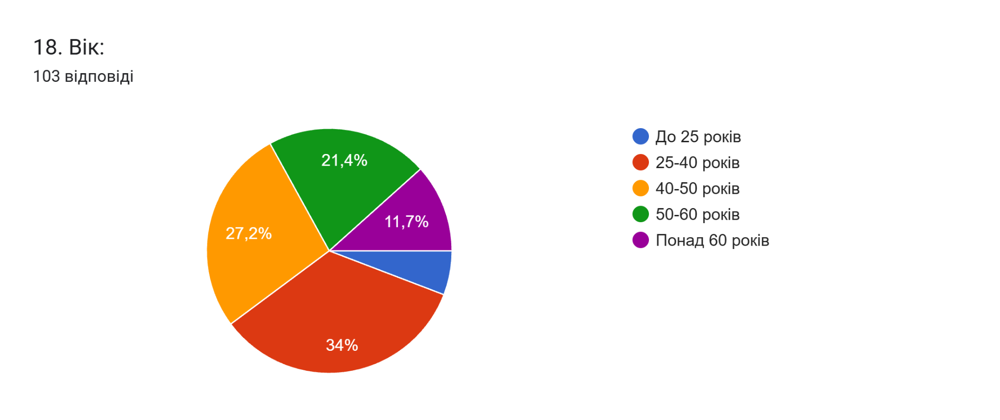 18. Вік:
103 відповіді
21,4%
11,7%
27,2%
34%
До 25 років
25-40 років
40-50 років
50-60 років
Понад 60 років